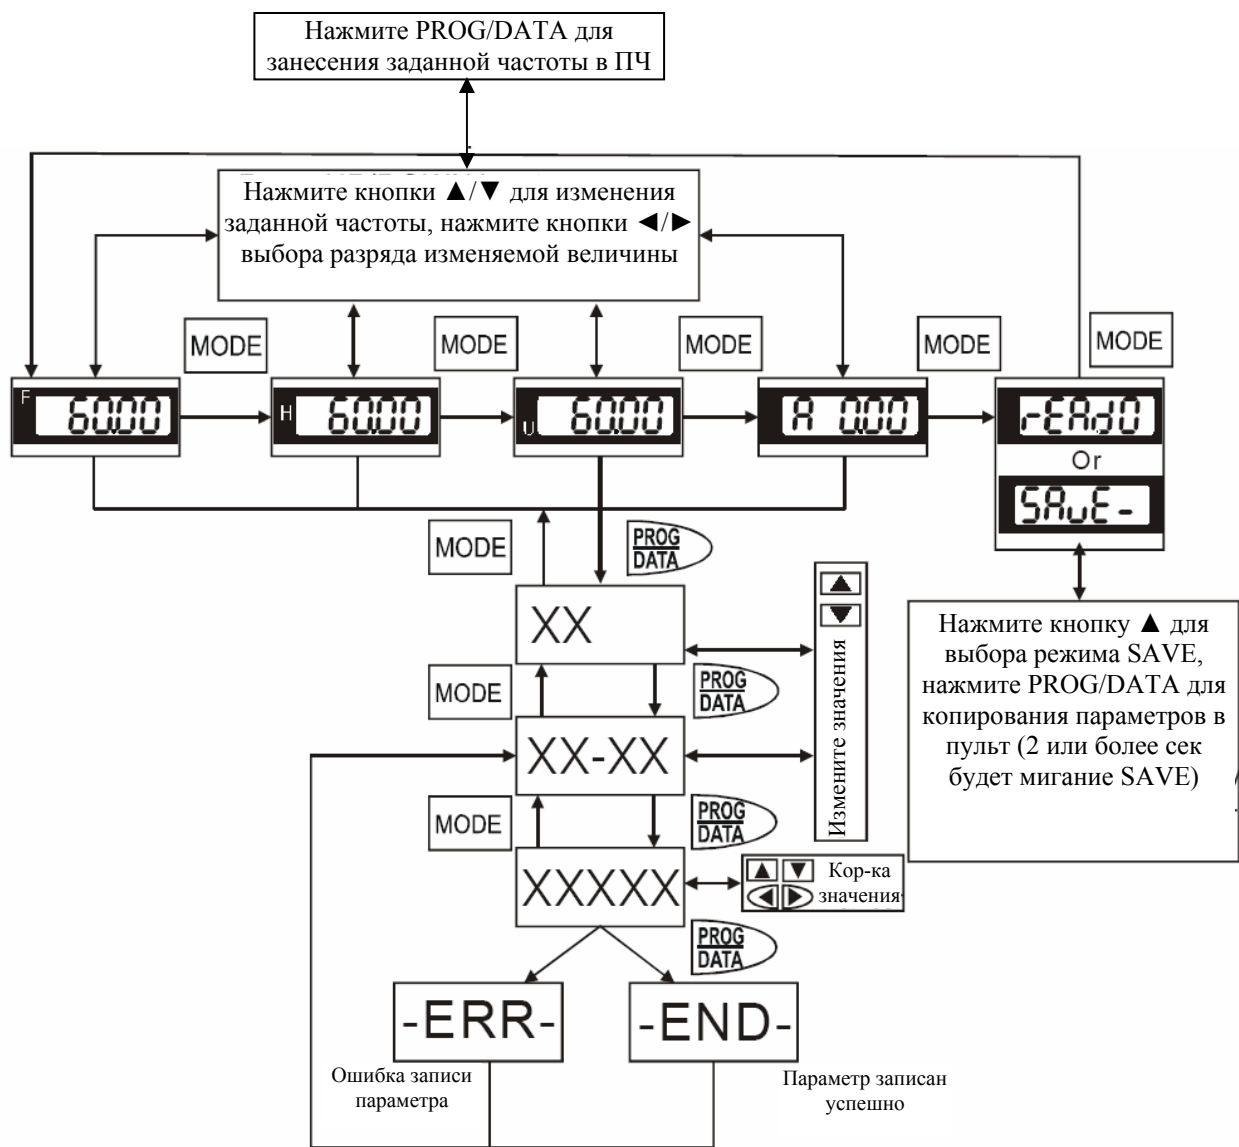 Нажмите PROG/DATA для
занесения заданной частоты в ПЧ
Нажмите кнопки ▲/▼ для изменения
заданной частоты, нажмите кнопки ◄/►
выбора разряда изменяемой величины
MODE
MODE
MODE
MODE
MODE
F 60.00
H 60.00
U 60.00
A 0.00
rEAd0
Or
SAvE-
MODE
PROG
DATA
XX
MODE
PROG
DATA
XX-XX
MODE
PROG
DATA
XXXXX
PROG
DATA
▲
▼
Измените значения
▲ ▼ Кор-ка
◄ ► значения
Нажмите кнопку ▲ для
выбора режима SAVE,
нажмите PROG/DATA для
копирования параметров в
пульт (2 или более сек
будет мигание SAVE)
-ERR-
-END-
Ошибка записи
параметра
Параметр записан
успешно